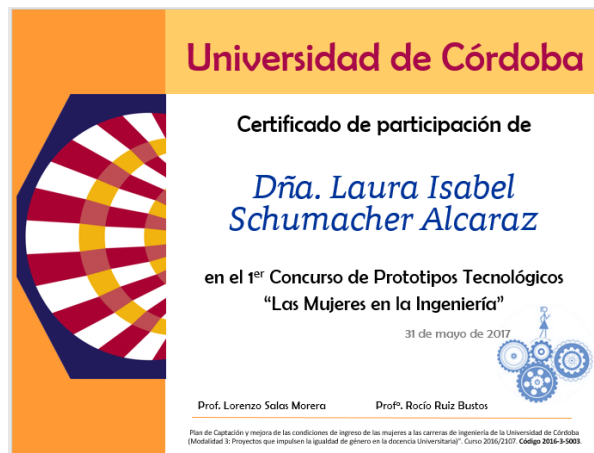 Universidad de Córdoba
Certificado de participación de
Dña. Laura Isabel
Schumacher Alcaraz
en el 1er Concurso de Prototipos Tecnológicos
“Las Mujeres en la Ingeniería”
31 de mayo de 2017
Prof. Lorenzo Salas Morera Profª. Rocío Ruiz Bustos
Plan de Captación y mejora de las condiciones de ingreso de las mujeres a las carreras de ingeniería de la Universidad de Córdoba
(Modalidad 3: Proyectos que impulsen la igualdad de género en la docencia Universitaria)”. Curso 2016/2107. Código 2016-3-5003.